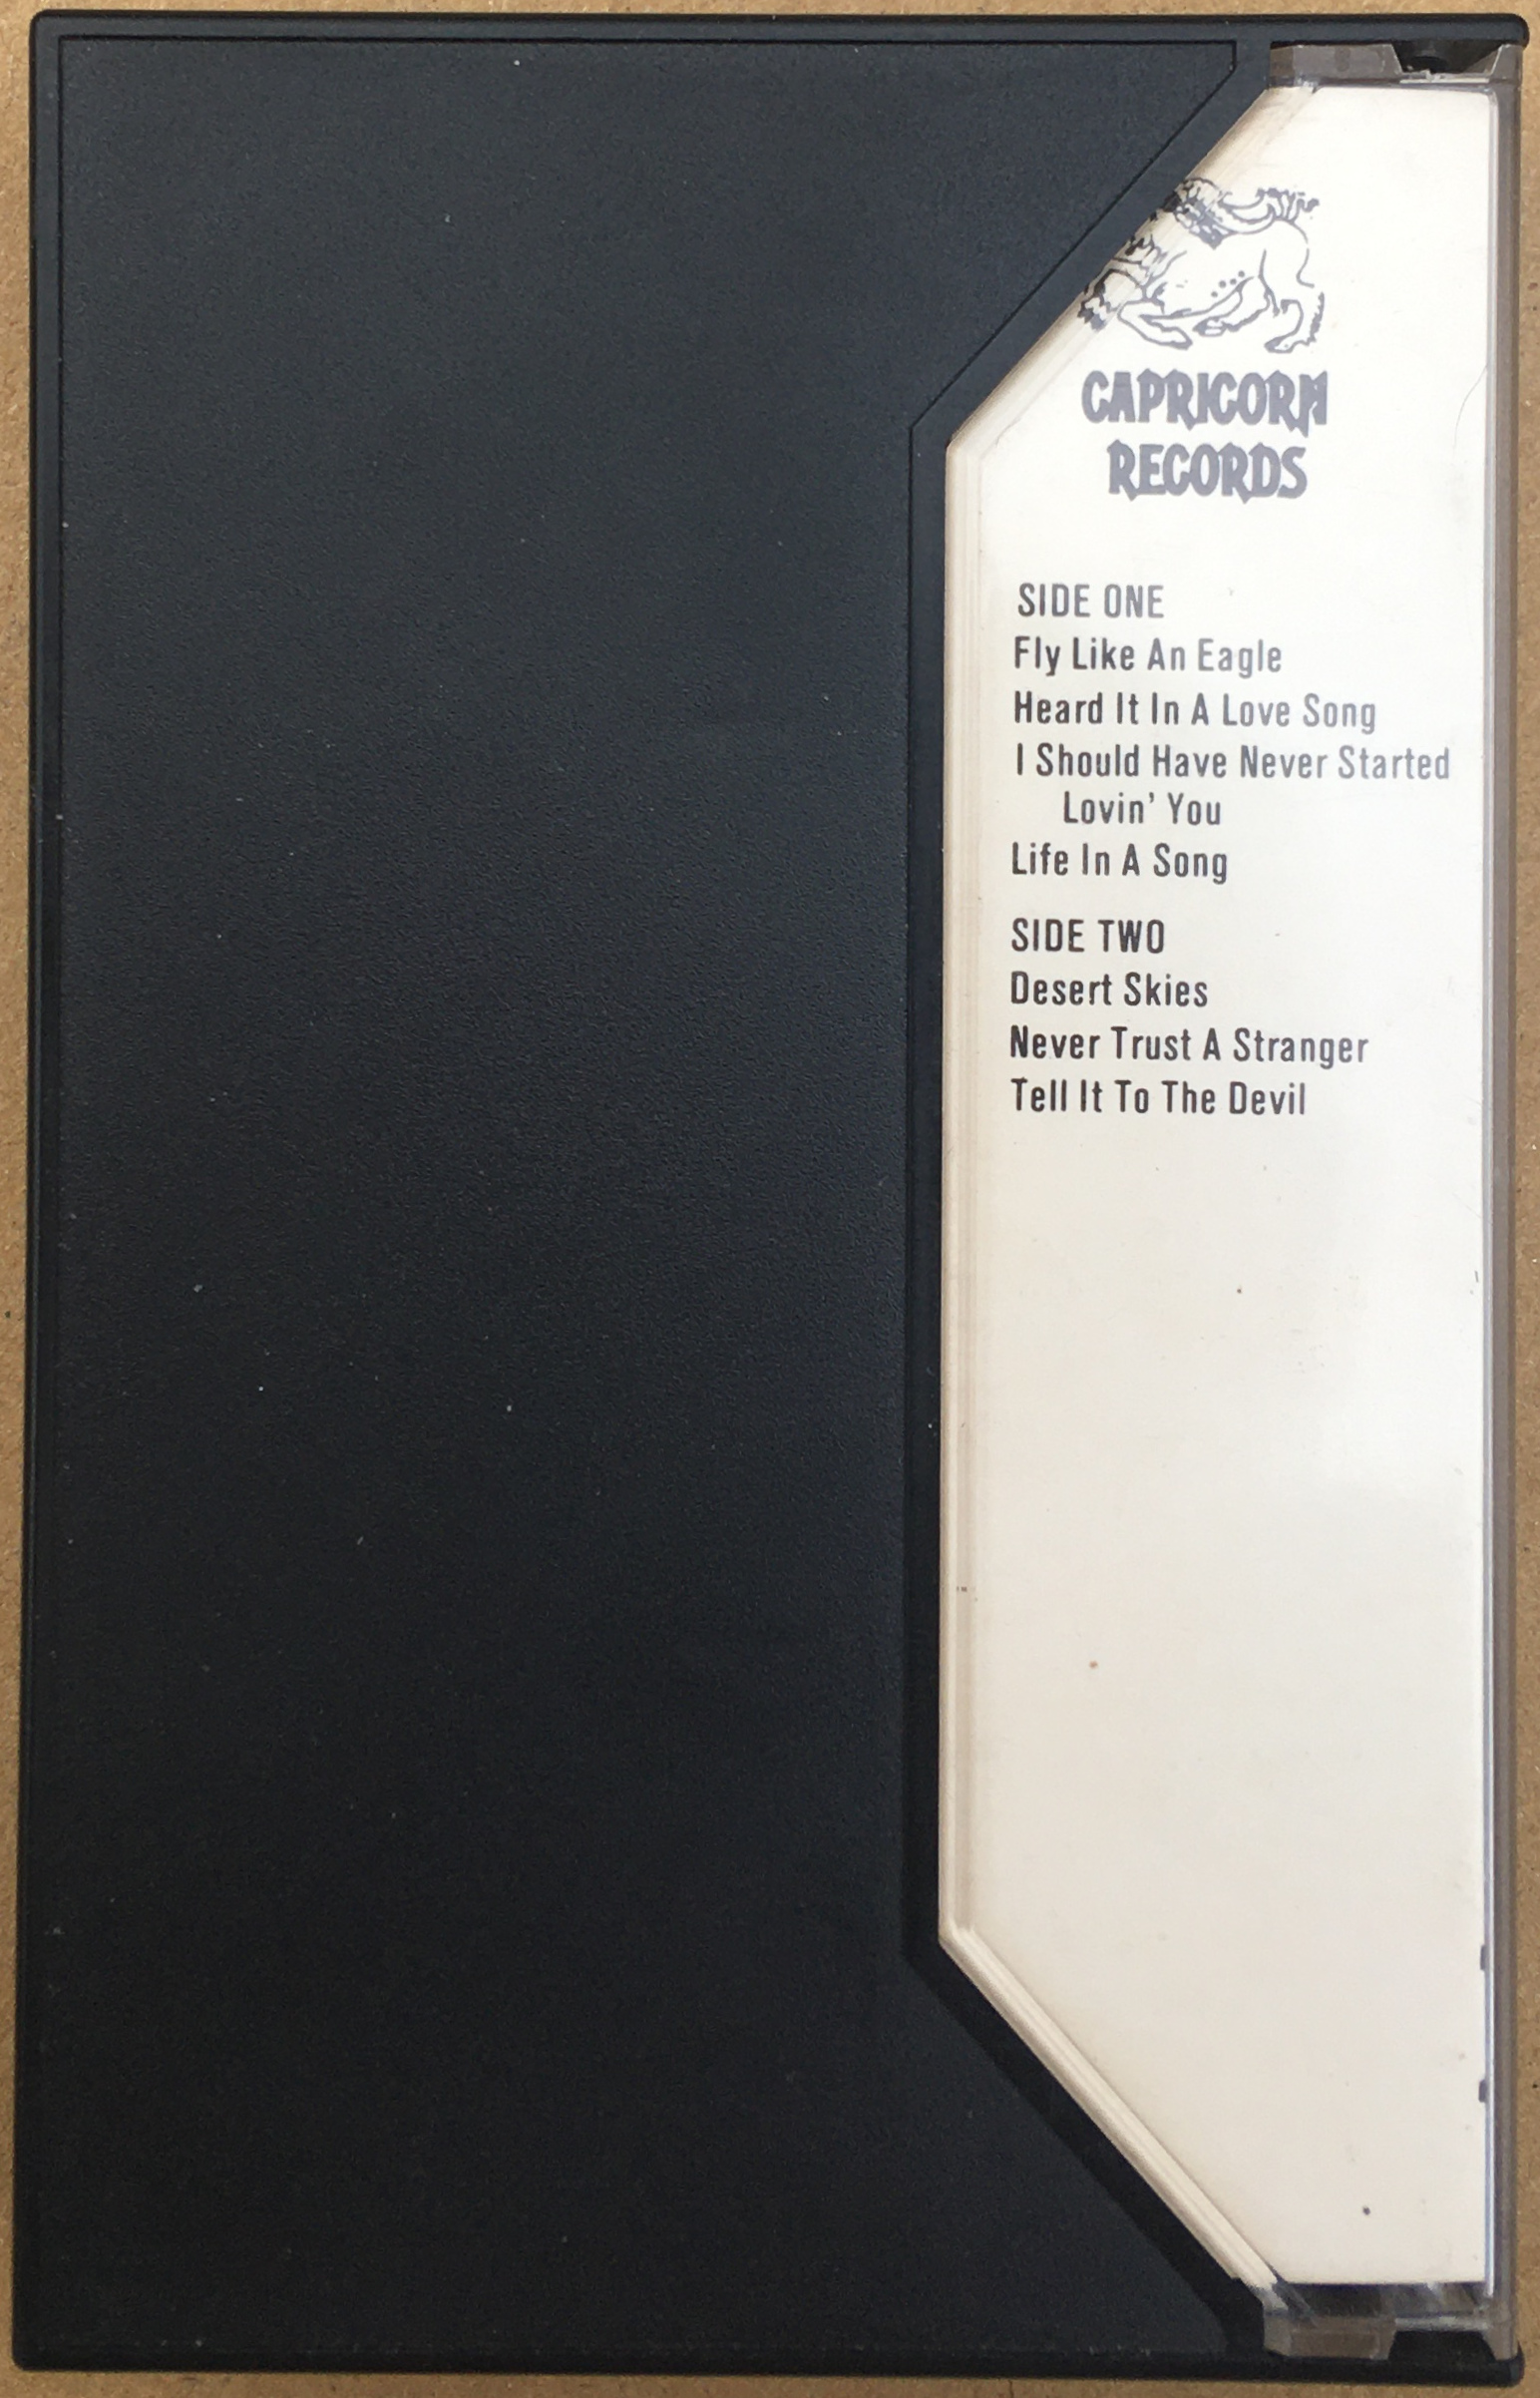 CAPRICORN
RECORDS
SIDE ONE
Fly Like An Eagle
Heard It In A Love Song
I Should Have Never Started
Lovin' You
Life In A Song
SIDE TWO
Desert Skies
Never Trust A Stranger
Tell It To The Devil